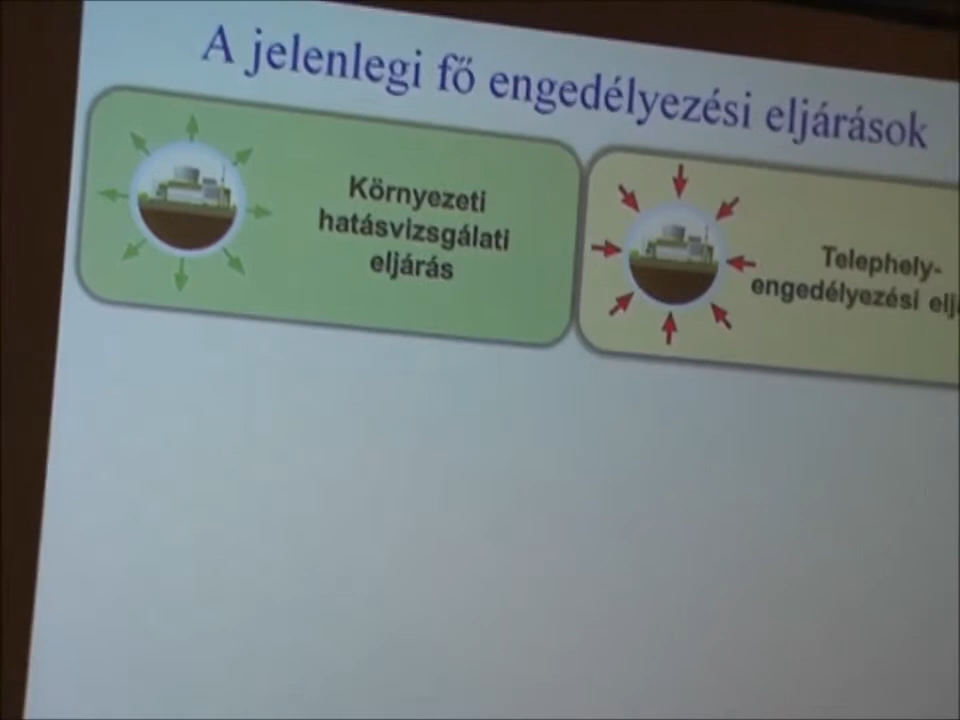 A jelenlegi fő engedélyezési eljárások
Környezeti
hatásvizsgálati
eljárás
Telephely-
engedélyezési